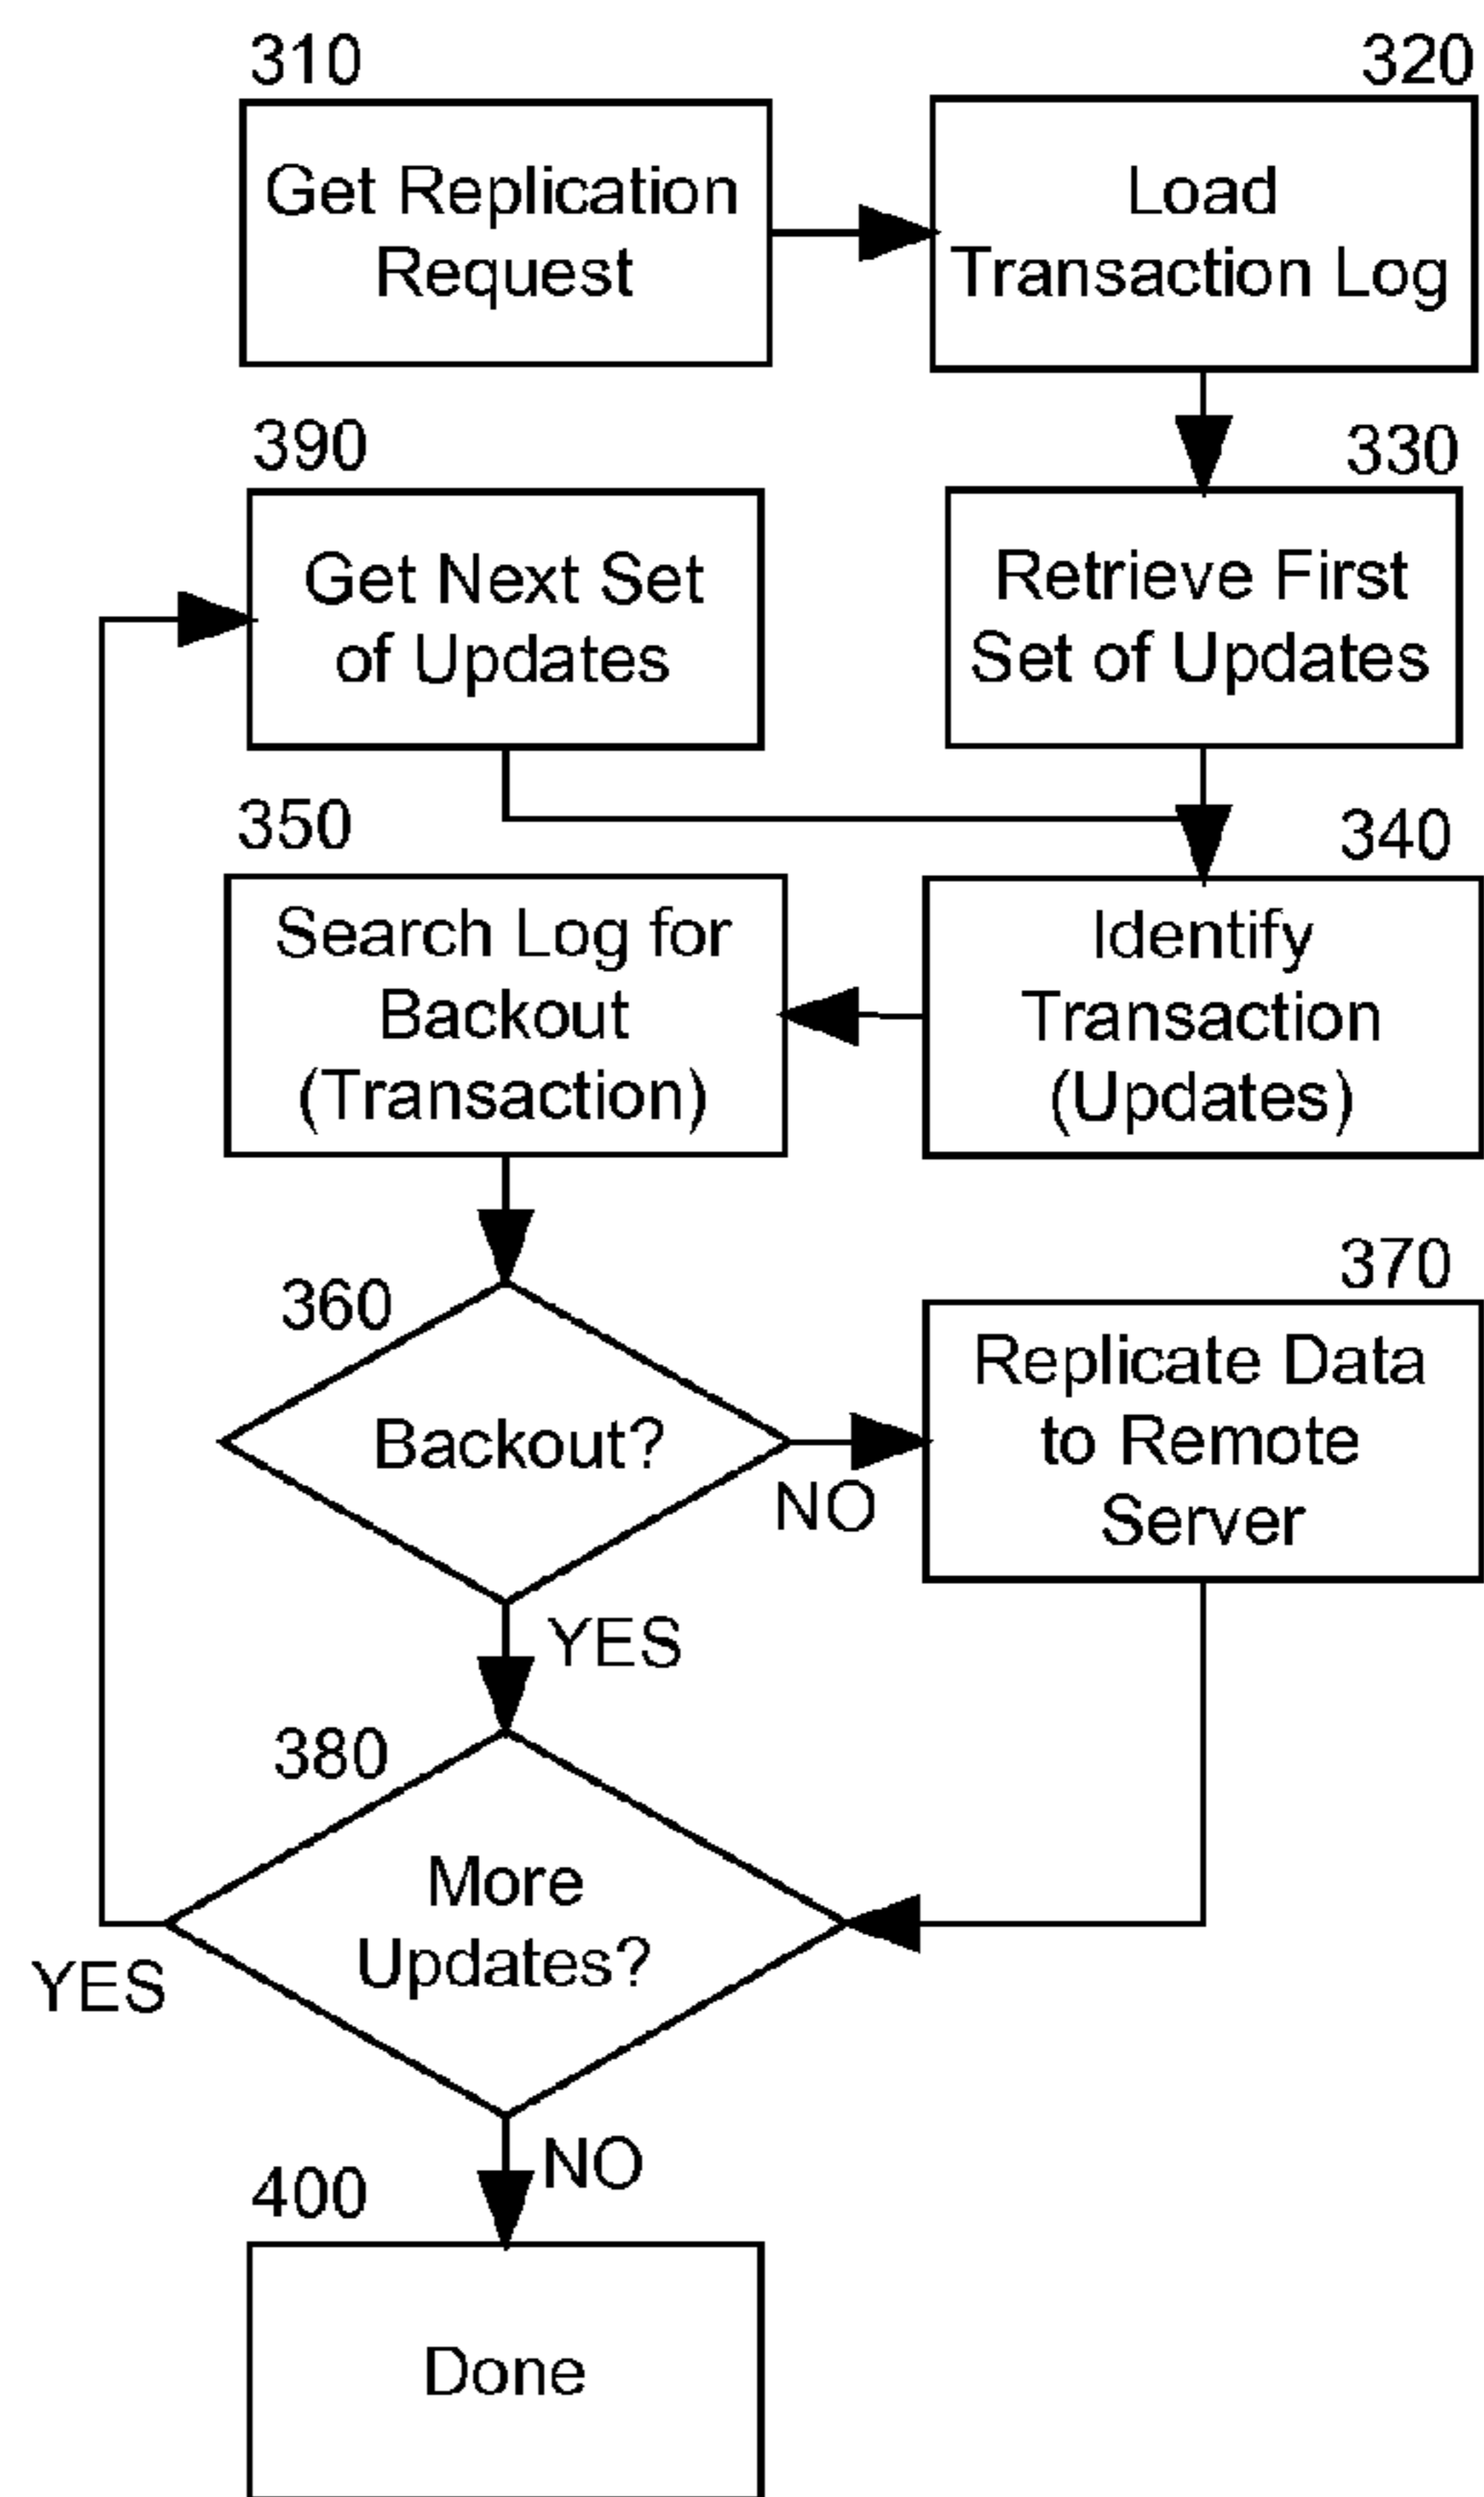 310
Get Replication
Request
320
Load
Transaction Log
390
Get Next Set
of Updates
330
Retrieve First
Set of Updates
350
Search Log for
Backout
(Transaction)
340
Identify
Transaction
(Updates)
360
Backout?
NO
YES
370
Replicate Data
to Remote
Server
380
More
Updates?
YES
NO
400
Done